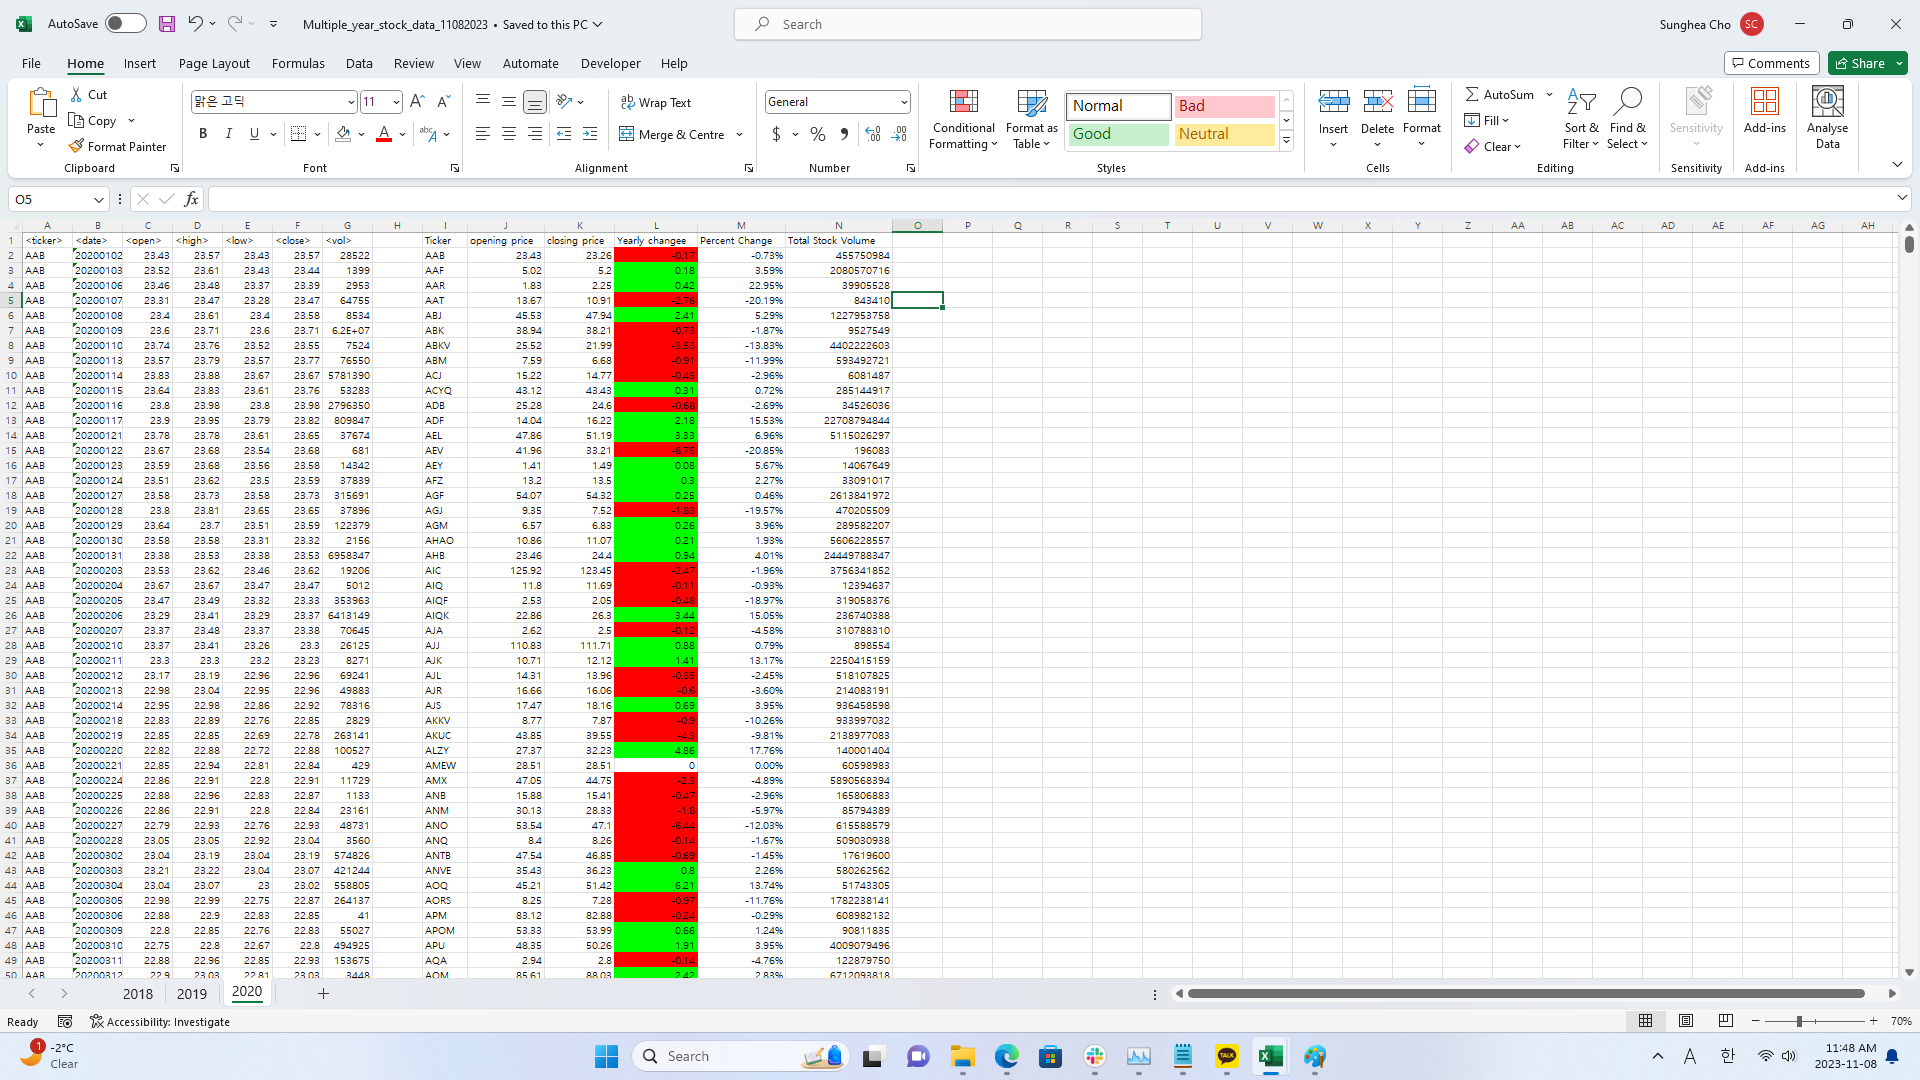 AutoSave Multiple_year_stock_data_11082023 • Saved to this PC Search Sunghea Cho SC
File Home Insert Page Layout Formulas Data Review View Automate Developer Help Comments Share
Paste Cut Copy Format Painter Clipboard
맑은 고딕 11 B I U A Font
Wrap Text Merge & Centre Alignment
General $ % Number
Conditional Formatting Format as Table Normal Bad Good Neutral Styles
Insert Delete Format Cells
AutoSum Fill Clear Sort & Filter Find & Select Editing
Sensitivity Sensitivity Add-ins Add-ins Analyse Data
O5 fx
A B C D E F G H I J K L M N O P Q R S T U V W X Y Z AA AB AC AD AE AF AG AH
1 <ticker> <date> <open> <high> <low> <close> <vol> Ticker opening price closing price Yearly changee Percent Change Total Stock Volume
2 AAB 20200102 23.43 23.57 23.43 23.57 28522 AAB 23.43 23.26 -0.17 -0.73% 455750984
3 AAB 20200103 23.52 23.61 23.43 23.44 1399 AAF 5.02 5.2 0.18 3.59% 2080570716
4 AAB 20200106 23.46 23.48 23.37 23.39 2953 AAR 1.83 2.25 0.42 22.95% 39905528
5 AAB 20200107 23.31 23.47 23.28 23.47 64755 AAT 13.67 10.91 -2.76 -20.19% 843410
6 AAB 20200108 23.4 23.61 23.4 23.58 8534 ABJ 45.53 47.94 2.41 5.29% 1227953758
7 AAB 20200109 23.6 23.71 23.6 23.71 6.2E+07 ABK 38.94 38.21 -0.73 -1.87% 9527549
8 AAB 20200110 23.74 23.76 23.52 23.55 7524 ABKV 25.52 21.99 -3.53 -13.83% 4402222603
9 AAB 20200113 23.57 23.79 23.57 23.77 76550 ABM 7.59 6.68 -0.91 -11.99% 593492721
10 AAB 20200114 23.83 23.88 23.67 23.67 5781390 ACJ 15.22 14.77 -0.45 -2.96% 6081487
11 AAB 20200115 23.64 23.83 23.61 23.76 53283 ACYQ 43.12 43.43 0.31 0.72% 285144917
12 AAB 20200116 23.8 23.98 23.8 23.98 2796350 ADB 25.28 24.6 -0.68 -2.69% 34526036
13 AAB 20200117 23.9 23.95 23.79 23.82 809847 ADF 14.04 16.22 2.18 15.53% 22708794844
14 AAB 20200121 23.78 23.78 23.61 23.65 37674 AEL 47.86 51.19 3.33 6.96% 5115026297
15 AAB 20200122 23.67 23.68 23.54 23.68 681 AEV 41.96 33.21 -8.75 -20.85% 196083
16 AAB 20200123 23.59 23.68 23.56 23.58 14342 AEY 1.41 1.49 0.08 5.67% 14067649
17 AAB 20200124 23.51 23.62 23.5 23.59 37839 AFZ 13.2 13.5 0.3 2.27% 33091017
18 AAB 20200127 23.58 23.73 23.58 23.73 315691 AGF 54.07 54.32 0.25 0.46% 2613841972
19 AAB 20200128 23.8 23.81 23.65 23.65 37896 AGJ 9.35 7.52 -1.83 -19.57% 470205509
20 AAB 20200129 23.64 23.7 23.51 23.59 122379 AGM 6.57 6.83 0.26 3.96% 289582207
21 AAB 20200130 23.58 23.58 23.31 23.32 2156 AHAO 10.86 11.07 0.21 1.93% 5606228557
22 AAB 20200131 23.38 23.53 23.38 23.53 6958347 AHB 23.46 24.4 0.94 4.01% 24449788347
23 AAB 20200203 23.53 23.62 23.46 23.62 19206 AIC 125.92 123.45 -2.47 -1.96% 3756341852
24 AAB 20200204 23.67 23.67 23.47 23.47 5012 AIQ 11.8 11.69 -0.11 -0.93% 12394637
25 AAB 20200205 23.47 23.49 23.32 23.33 353963 AIQF 2.53 2.05 -0.48 -18.97% 319058376
26 AAB 20200206 23.29 23.41 23.29 23.37 6413149 AIQK 22.86 26.3 3.44 15.05% 236740388
27 AAB 20200207 23.37 23.48 23.37 23.38 70645 AJA 2.62 2.5 -0.12 -4.58% 310788310
28 AAB 20200210 23.37 23.41 23.26 23.3 26125 AJJ 110.83 111.71 0.88 0.79% 898554
29 AAB 20200211 23.3 23.3 23.2 23.23 8271 AJK 10.71 12.12 1.41 13.17% 2250415159
30 AAB 20200212 23.17 23.19 22.96 22.96 69241 AJL 14.31 13.96 -0.35 -2.45% 518107825
31 AAB 20200213 22.98 23.04 22.95 22.96 49883 AJR 16.66 16.06 -0.6 -3.60% 214083191
32 AAB 20200214 22.95 22.98 22.86 22.92 78316 AJS 17.47 18.16 0.69 3.95% 936458598
33 AAB 20200218 22.83 22.89 22.76 22.85 2829 AKKV 8.77 7.87 -0.9 -10.26% 933997032
34 AAB 20200219 22.85 22.85 22.69 22.78 263141 AKUC 43.85 39.55 -4.3 -9.81% 2138977083
35 AAB 20200220 22.82 22.88 22.72 22.88 100527 ALZY 27.37 32.23 4.86 17.76% 140001404
36 AAB 20200221 22.85 22.94 22.81 22.84 429 AMEW 28.51 28.51 0 0.00% 60598983
37 AAB 20200224 22.86 22.91 22.8 22.91 11729 AMX 47.05 44.75 -2.3 -4.89% 5890568394
38 AAB 20200225 22.88 22.96 22.83 22.87 1133 ANB 15.88 15.41 -0.47 -2.96% 165806883
39 AAB 20200226 22.86 22.91 22.8 22.84 23161 ANM 30.13 28.33 -1.8 -5.97% 85794389
40 AAB 20200227 22.79 22.93 22.76 22.93 48731 ANO 53.54 47.1 -6.44 -12.03% 615588579
41 AAB 20200228 23.05 23.05 22.92 23.04 3560 ANQ 8.4 8.26 -0.14 -1.67% 509030938
42 AAB 20200302 23.04 23.19 23.04 23.19 574826 ANTB 47.54 46.85 -0.69 -1.45% 17619600
43 AAB 20200303 23.21 23.22 23.04 23.07 421244 ANVE 35.43 36.23 0.8 2.26% 580262562
44 AAB 20200304 23.04 23.07 23 23.02 558805 AOQ 45.21 51.42 6.21 13.74% 51743305
45 AAB 20200305 22.98 22.99 22.75 22.87 264137 AORS 8.25 7.28 -0.97 -11.76% 1782238141
46 AAB 20200306 22.88 22.9 22.83 22.85 41 APM 83.12 82.88 -0.24 -0.29% 608982132
47 AAB 20200309 22.8 22.85 22.76 22.83 55027 APOM 53.33 53.99 0.66 1.24% 90811835
48 AAB 20200310 22.75 22.8 22.67 22.8 494925 APU 48.35 50.26 1.91 3.95% 4009079496
49 AAB 20200311 22.88 22.96 22.85 22.93 153675 AQA 2.94 2.8 -0.14 -4.76% 122879750
50 AAB 20200312 22.9 23.03 22.81 23.03 3448 AQM 85.61 88.03 2.42 2.83% 6712093818
2018 2019 2020
Ready Accessibility: Investigate 70%
1 -2°C Clear Search TALK A 한 11:48 AM 2023-11-08